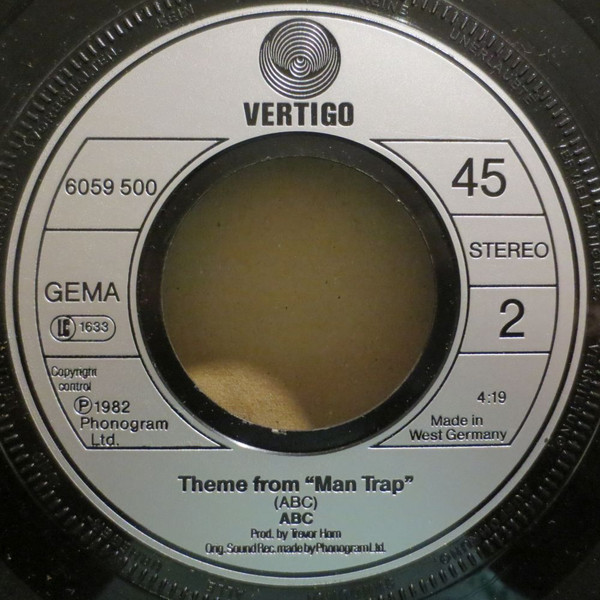 VERTIGO
6059 500
GEMA
LC 1633
Copyright
control
Ⓟ1982
Phonogram
Ltd.
45
STEREO
2
4:19
Made in
West Germany
Theme from "Man Trap"
(ABC)
ABC
Prod. by Trevor Horn
Orig. Sound Rec. made by Phonogram Ltd.